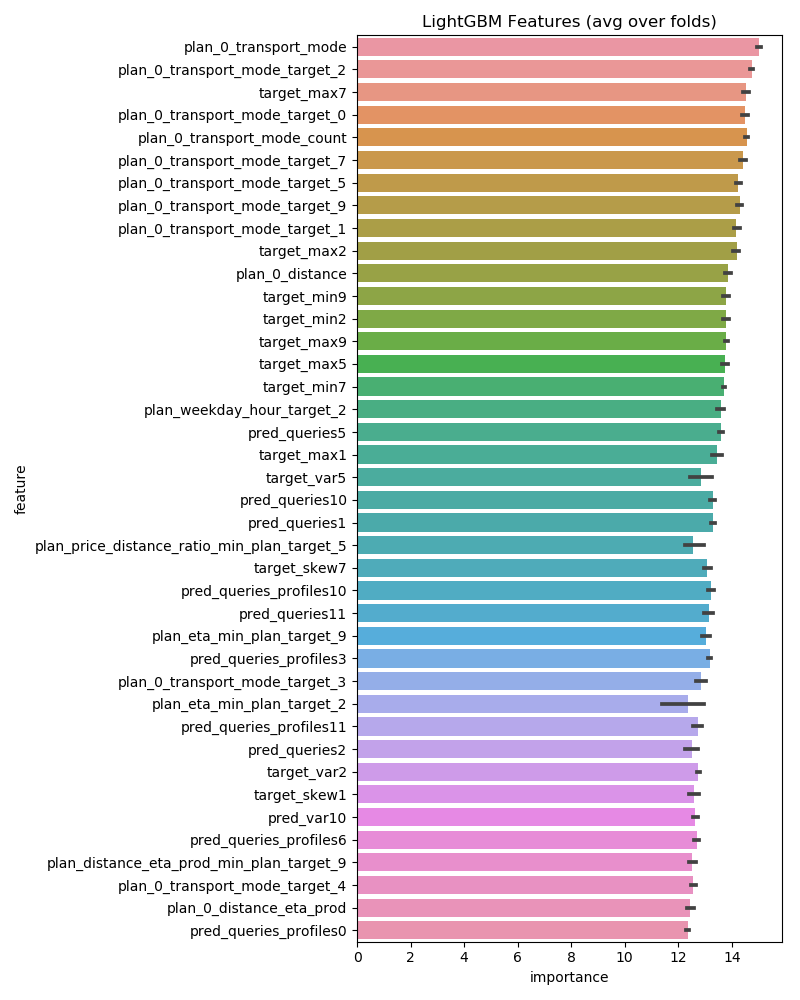 LightGBM Features (avg over folds)
plan_0_transport_mode
plan_0_transport_mode_target_2
target_max7
plan_0_transport_mode_target_0
plan_0_transport_mode_count
plan_0_transport_mode_target_7
plan_0_transport_mode_target_5
plan_0_transport_mode_target_9
plan_0_transport_mode_target_1
target_max2
plan_0_distance
target_min9
target_min2
target_max9
target_max5
target_min7
plan_weekday_hour_target_2
pred_queries5
target_max1
target_var5
pred_queries10
pred_queries1
plan_price_distance_ratio_min_plan_target_5
target_skew7
pred_queries_profiles10
pred_queries11
plan_eta_min_plan_target_9
pred_queries_profiles3
plan_0_transport_mode_target_3
plan_eta_min_plan_target_2
pred_queries_profiles11
pred_queries2
target_var2
target_skew1
pred_var10
pred_queries_profiles6
plan_distance_eta_prod_min_plan_target_9
plan_0_transport_mode_target_4
plan_0_distance_eta_prod
pred_queries_profiles0
feature
0 2 4 6 8 10 12 14
importance